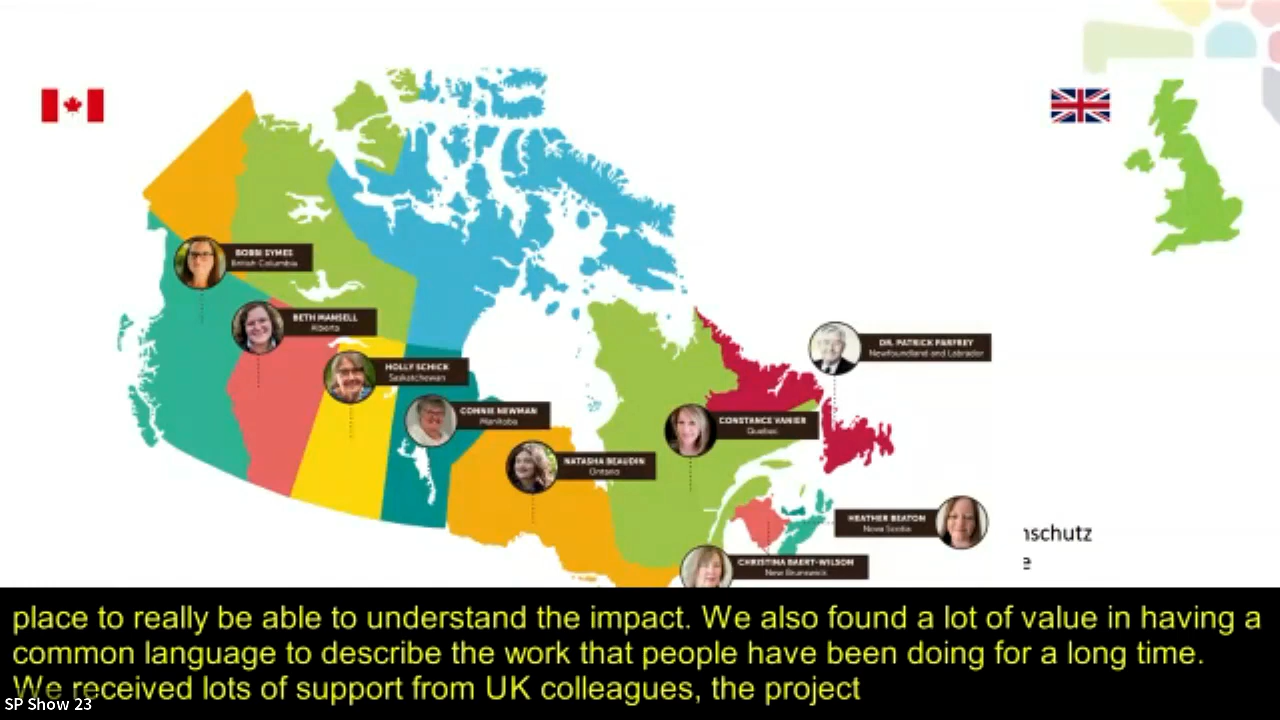 BOBBI SYMES
British Columbia
BETH MANSELL
Alberta
DR. PATRICK PARFREY
Newfoundland and Labrador
HOLLY SCHICK
Saskatchewan
CONNIE NEWMAN
Manitoba
CONSTANCE VANIER
Quebec
NATASHA BEAUDIN
Ontario
HEATHER BEATON
Nova Scotia
nschutz
e
CHRISTINA BAERT-WILSON
New Brunswick
place to really be able to understand the impact. We also found a lot of value in having a
common language to describe the work that people have been doing for a long time.
We received lots of support from UK colleagues, the project
SP Show 23